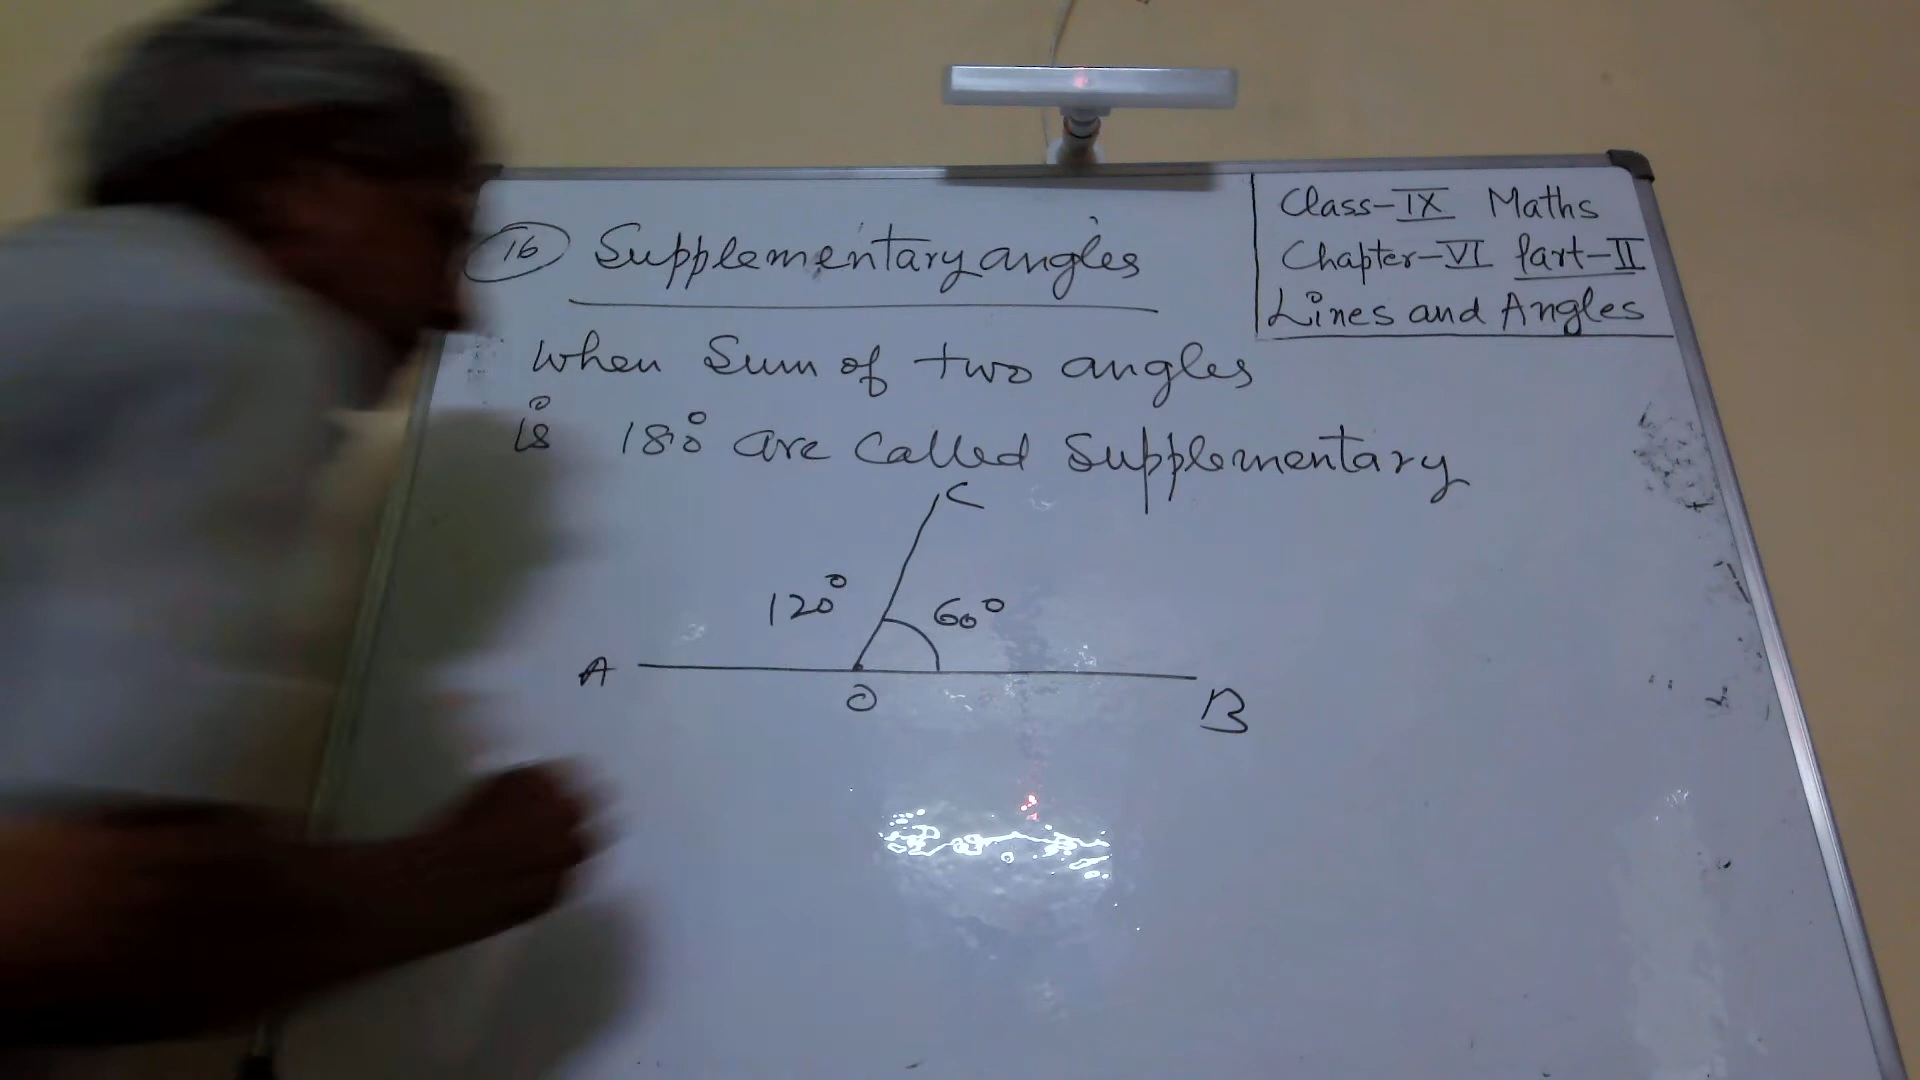 16 Supplementary angles
Class-IX Maths
Chapter-VI Part-II
Lines and Angles
When Sum of two angles
is 180° are called Supplementary
C
120° 60°
A
O
B